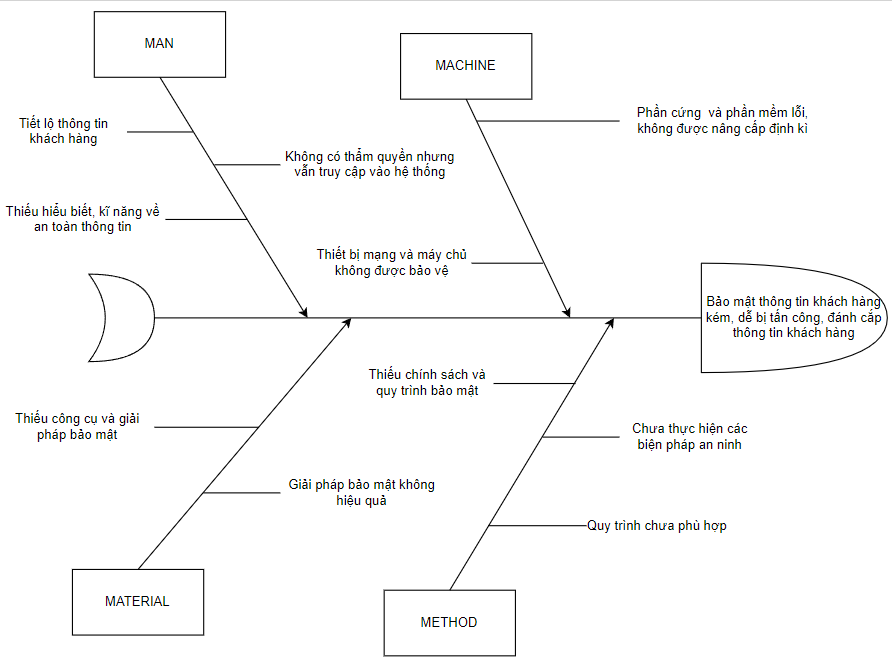 MAN
MACHINE
Tiết lộ thông tin
khách hàng
Phần cứng và phần mềm lỗi,
không được nâng cấp định kì
Không có thẩm quyền nhưng
vẫn truy cập vào hệ thống
Thiếu hiểu biết, kĩ năng về
an toàn thông tin
Thiết bị mạng và máy chủ
không được bảo vệ
Bảo mật thông tin khách hàng
kém, dễ bị tấn công, đánh cắp
thông tin khách hàng
Thiếu chính sách và
quy trình bảo mật
Thiếu công cụ và giải
pháp bảo mật
Chưa thực hiện các
biện pháp an ninh
Giải pháp bảo mật không
hiệu quả
Quy trình chưa phù hợp
MATERIAL
METHOD